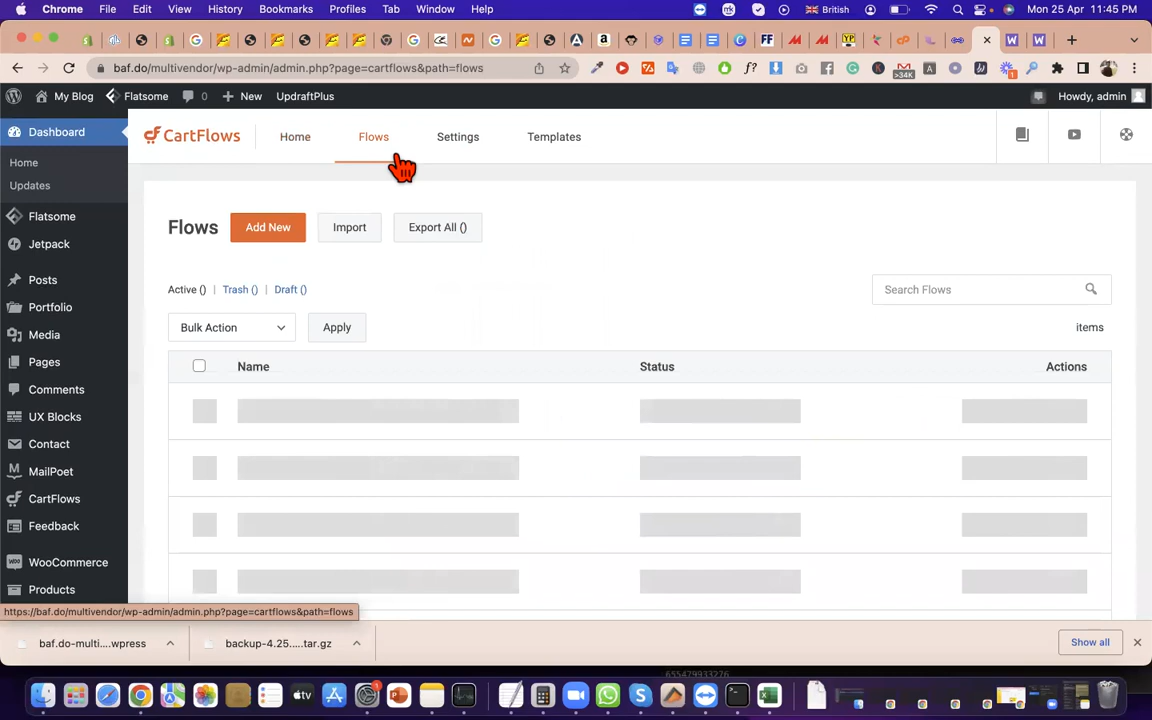 Chrome File Edit View History Bookmarks Profiles Tab Window Help British Mon 25 Apr 11:45 PM
baf.do/multivendor/wp-admin/admin.php?page=cartflows&path=flows
My Blog Flatsome 0 New UpdraftPlus Howdy, admin
Dashboard
Home
Updates
Flatsome
Jetpack
Posts
Portfolio
Media
Pages
Comments
UX Blocks
Contact
MailPoet
CartFlows
Feedback
WooCommerce
Products
CartFlows Home Flows Settings Templates
Flows Add New Import Export All ()
Active () | Trash () | Draft () Search Flows
Bulk Action Apply items
Name Status Actions
https://baf.do/multivendor/wp-admin/admin.php?page=cartflows&path=flows
baf.do-multi....wpress backup-4.25.....tar.gz Show all
655479933276